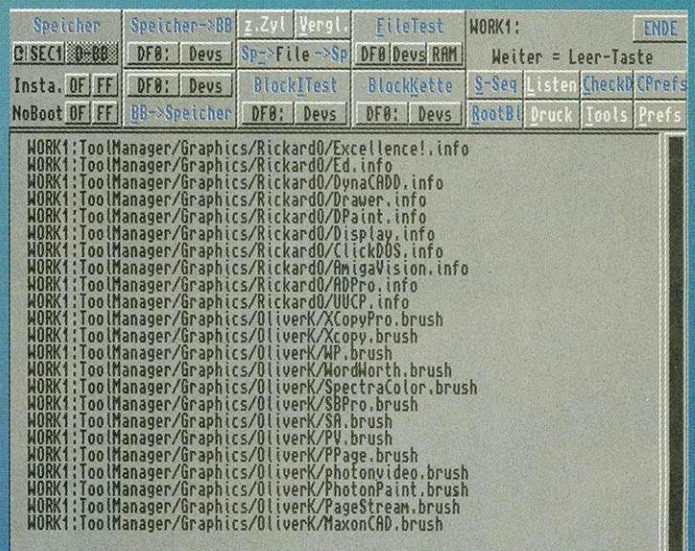 Speicher Speicher->BB z.Zyl Vergl. FileTest WORK1: ENDE
C SEC1 0-BB DF0: Devs Sp->File->Sp DF0 Devs RAM Weiter = Leer-Taste
Insta. OF FF DF0: Devs BlockITest BlockKette S-Seq Listen CheckD CPrefs
NoBoot OF FF BB->Speicher DF0: Devs DF0: Devs RootBl Druck Tools Prefs
WORK1:ToolManager/Graphics/RickardO/Excellence!.info
WORK1:ToolManager/Graphics/RickardO/Ed.info
WORK1:ToolManager/Graphics/RickardO/DynaCADD.info
WORK1:ToolManager/Graphics/RickardO/Drawer.info
WORK1:ToolManager/Graphics/RickardO/DPaint.info
WORK1:ToolManager/Graphics/RickardO/Display.info
WORK1:ToolManager/Graphics/RickardO/ClickDOS.info
WORK1:ToolManager/Graphics/RickardO/AmigaVision.info
WORK1:ToolManager/Graphics/RickardO/ADPro.info
WORK1:ToolManager/Graphics/RickardO/UUCP.info
WORK1:ToolManager/Graphics/OliverK/XCopyPro.brush
WORK1:ToolManager/Graphics/OliverK/Xcopy.brush
WORK1:ToolManager/Graphics/OliverK/WP.brush
WORK1:ToolManager/Graphics/OliverK/WordWorth.brush
WORK1:ToolManager/Graphics/OliverK/SpectraColor.brush
WORK1:ToolManager/Graphics/OliverK/SBPro.brush
WORK1:ToolManager/Graphics/OliverK/SA.brush
WORK1:ToolManager/Graphics/OliverK/PV.brush
WORK1:ToolManager/Graphics/OliverK/PPage.brush
WORK1:ToolManager/Graphics/OliverK/photonvideo.brush
WORK1:ToolManager/Graphics/OliverK/PhotonPaint.brush
WORK1:ToolManager/Graphics/OliverK/PageStream.brush
WORK1:ToolManager/Graphics/OliverK/MaxonCAD.brush